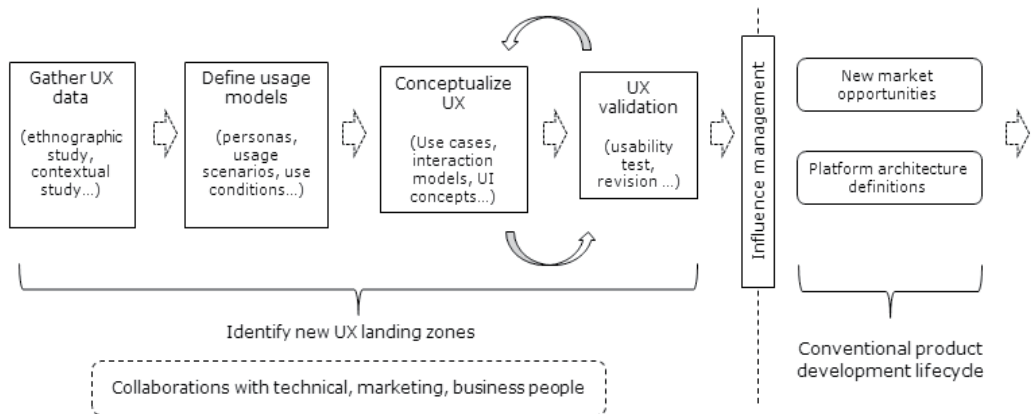 Gather UX
data
(ethnographic
study,
contextual
study...)
Define usage
models
(personas,
usage
scenarios, use
conditions...)
Conceptualize
UX
(Use cases,
interaction
models, UI
concepts...)
UX
validation
(usability
test,
revision ...)
Influence management
New market
opportunities
Platform architecture
definitions
Identify new UX landing zones
Collaborations with technical, marketing, business people
Conventional product
development lifecycle